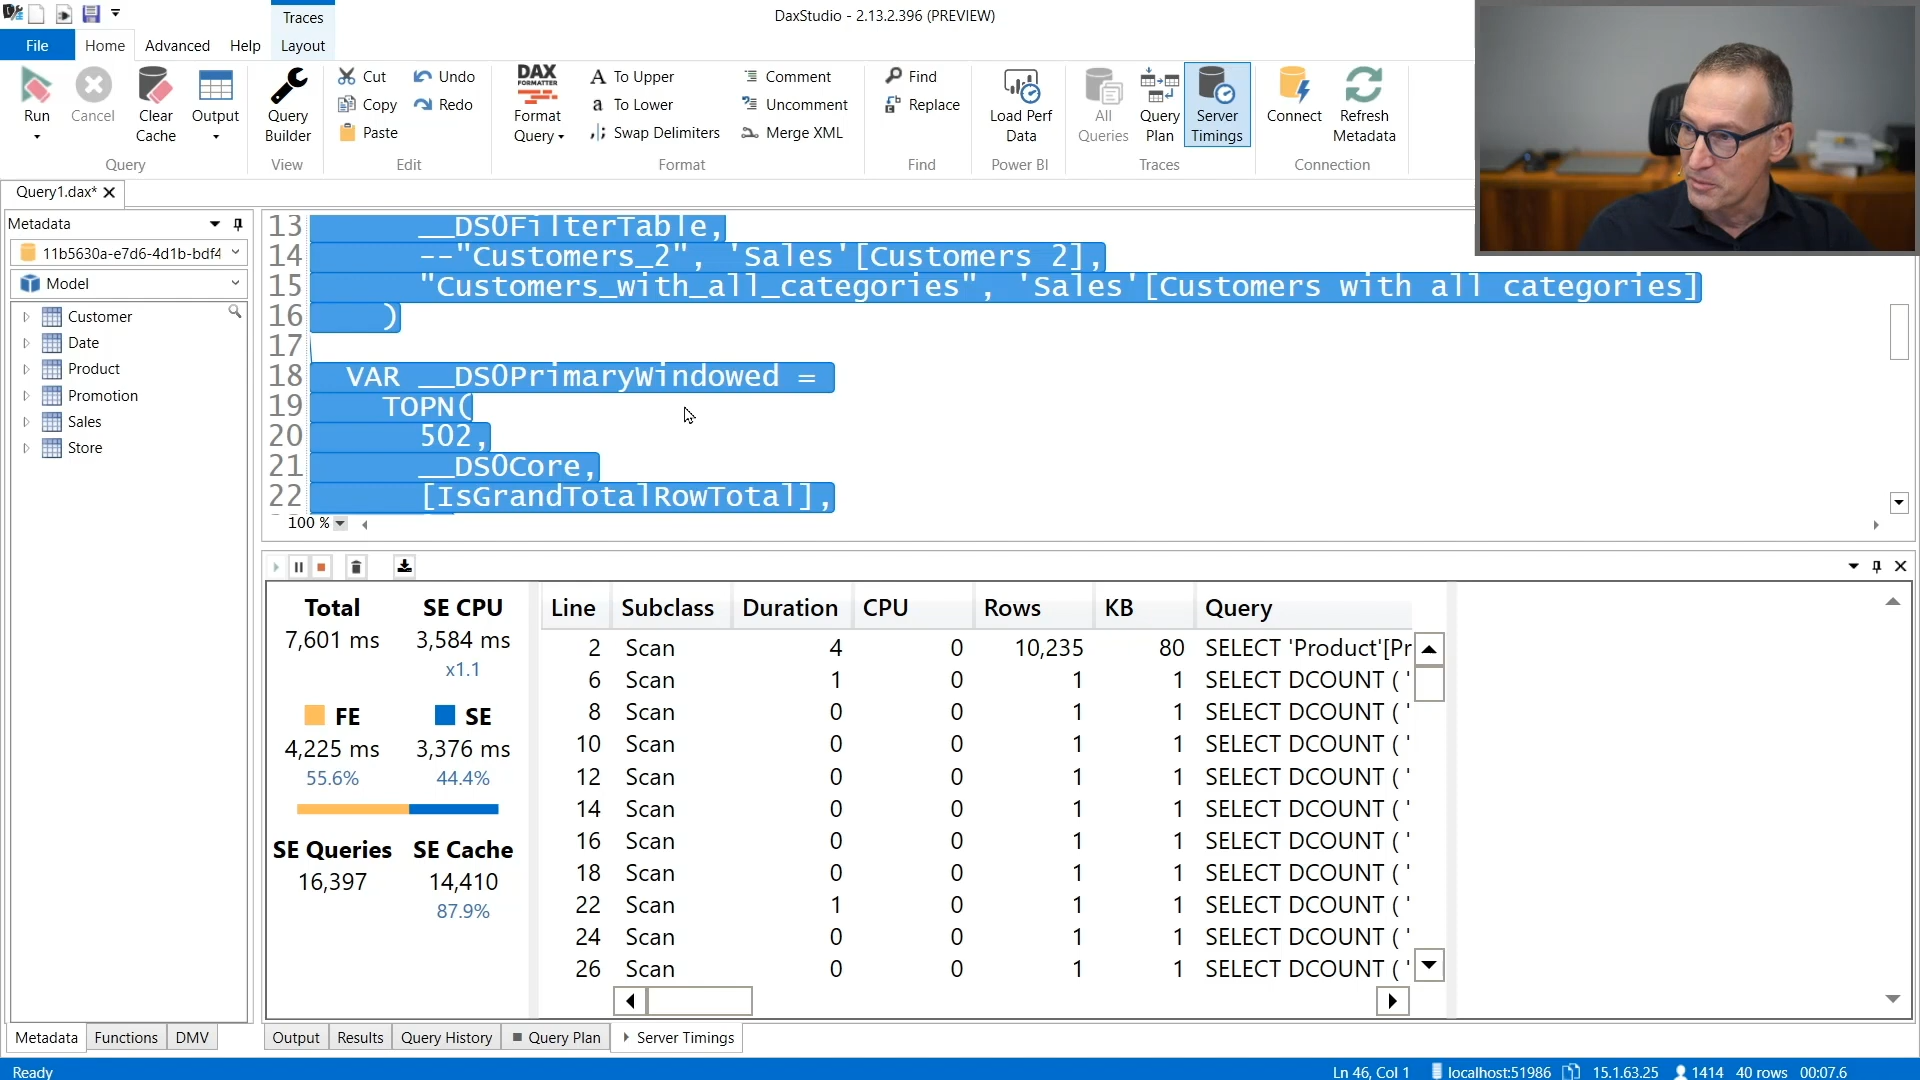 DaxStudio - 2.13.2.396 (PREVIEW)
Traces
File
Home
Advanced
Help
Layout
Run
Cancel
Clear
Cache
Output
Query
Query
Builder
View
Cut
Copy
Paste
Undo
Redo
Edit
DAX
FORMATTER
Format
Query
To Upper
To Lower
Swap Delimiters
Comment
Uncomment
Merge XML
Format
Find
Replace
Find
Load Perf
Data
Power BI
All
Queries
Query
Plan
Server
Timings
Traces
Connect
Refresh
Metadata
Connection
Query1.dax*
Metadata
11b5630a-e7d6-4d1b-bdf4
Model
Customer
Date
Product
Promotion
Sales
Store
13 __DS0FilterTable,
14 --"Customers_2", 'Sales'[Customers 2],
15 "Customers_with_all_categories", 'Sales'[Customers with all categories]
16 )
17
18 VAR __DS0PrimaryWindowed =
19 TOPN(
20 502,
21 __DS0Core,
22 [IsGrandTotalRowTotal],
100 %
Total SE CPU
7,601 ms 3,584 ms
x1.1
FE SE
4,225 ms 3,376 ms
55.6% 44.4%
SE Queries SE Cache
16,397 14,410
87.9%
Line Subclass Duration CPU Rows KB Query
2 Scan 4 0 10,235 80 SELECT 'Product'[Pr
6 Scan 1 0 1 1 SELECT DCOUNT ( '
8 Scan 0 0 1 1 SELECT DCOUNT ( '
10 Scan 0 0 1 1 SELECT DCOUNT ( '
12 Scan 0 0 1 1 SELECT DCOUNT ( '
14 Scan 0 0 1 1 SELECT DCOUNT ( '
16 Scan 0 0 1 1 SELECT DCOUNT ( '
18 Scan 0 0 1 1 SELECT DCOUNT ( '
22 Scan 1 0 1 1 SELECT DCOUNT ( '
24 Scan 0 0 1 1 SELECT DCOUNT ( '
26 Scan 0 0 1 1 SELECT DCOUNT ( '
Metadata Functions DMV
Output Results Query History Query Plan Server Timings
Ready
Ln 46, Col 1 localhost:51986 15.1.63.25 1414 40 rows 00:07.6